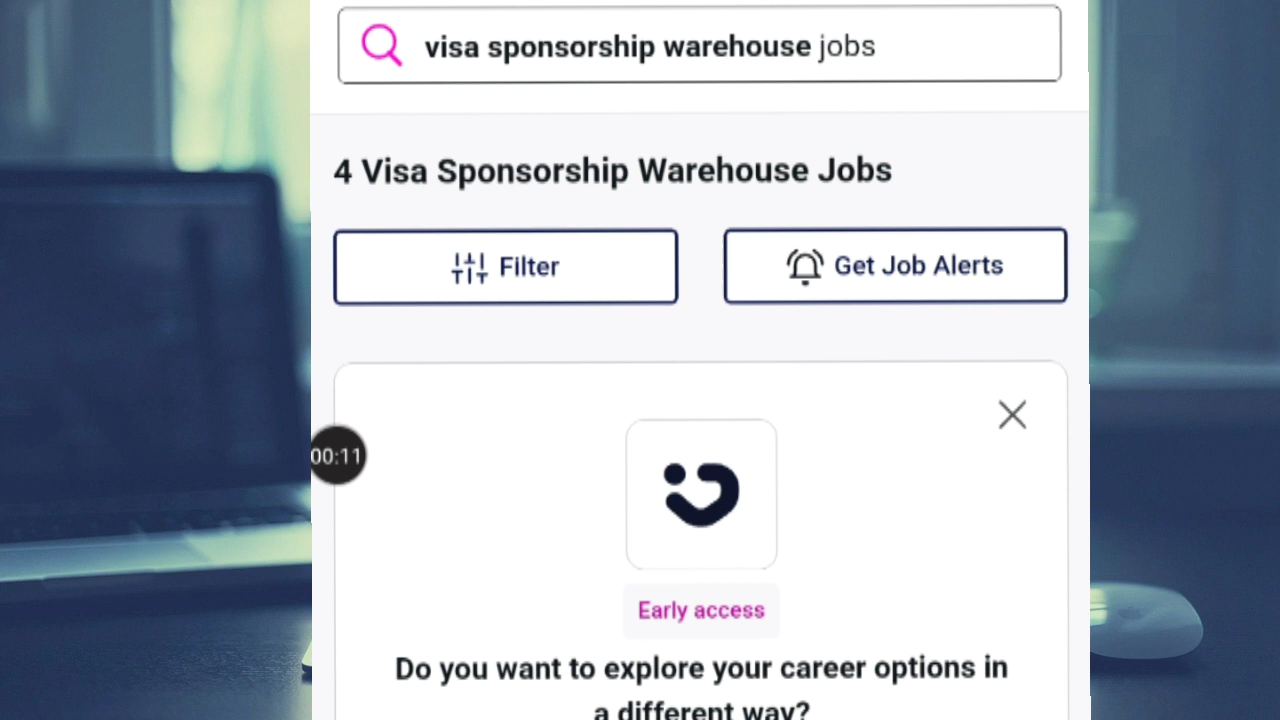 visa sponsorship warehouse jobs
4 Visa Sponsorship Warehouse Jobs
Filter
Get Job Alerts
00:11
Early access
Do you want to explore your career options in
a different way?